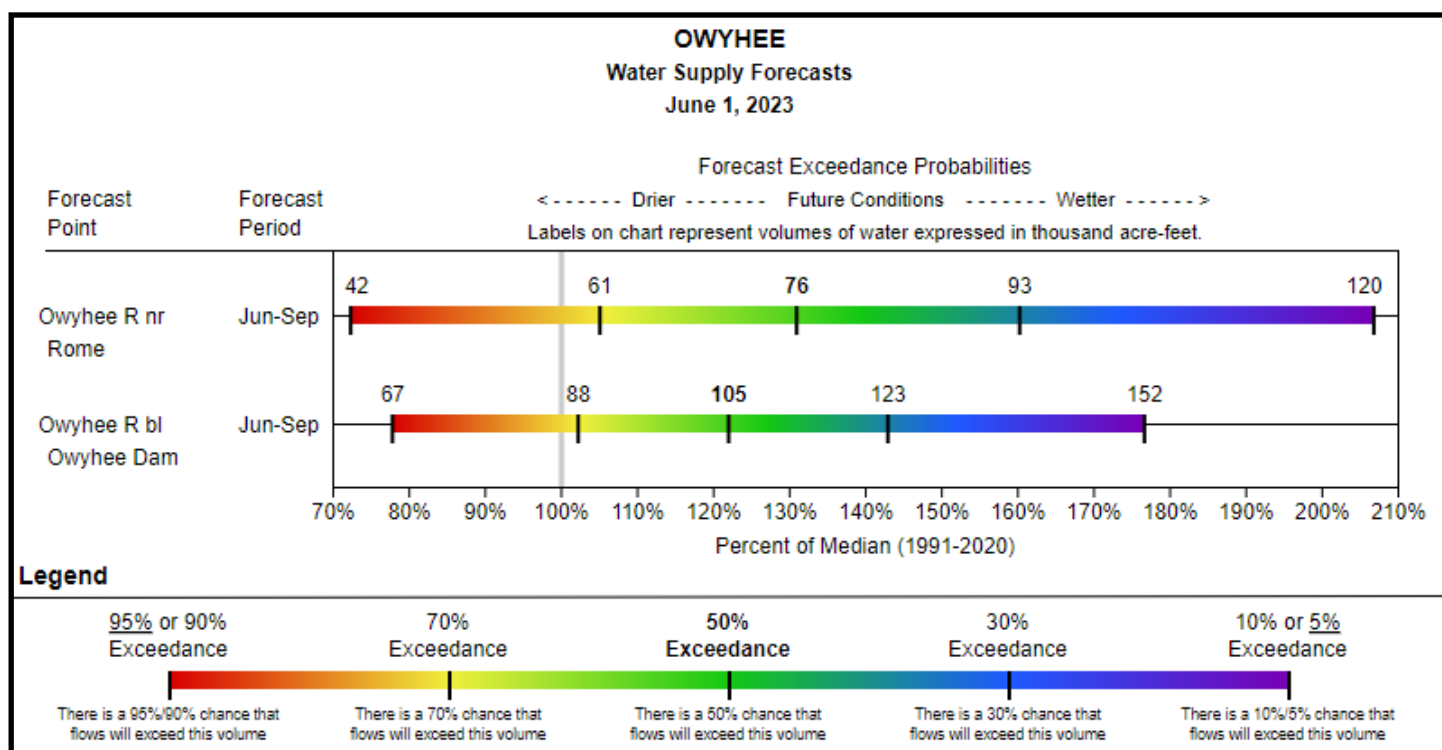 OWYHEE
Water Supply Forecasts
June 1, 2023
Forecast Exceedance Probabilities
Forecast Point
Forecast Period
< - - - - - - Drier - - - - - - - Future Conditions - - - - - - - Wetter - - - - - - >
Labels on chart represent volumes of water expressed in thousand acre-feet.
Owyhee R nr
Rome
Jun-Sep
42 61 76 93 120
Owyhee R bl
Owyhee Dam
Jun-Sep
67 88 105 123 152
70% 80% 90% 100% 110% 120% 130% 140% 150% 160% 170% 180% 190% 200% 210%
Percent of Median (1991-2020)
Legend
95% or 90%
Exceedance
There is a 95%/90% chance that
flows will exceed this volume
70%
Exceedance
There is a 70% chance that
flows will exceed this volume
50%
Exceedance
There is a 50% chance that
flows will exceed this volume
30%
Exceedance
There is a 30% chance that
flows will exceed this volume
10% or 5%
Exceedance
There is a 10%/5% chance that
flows will exceed this volume